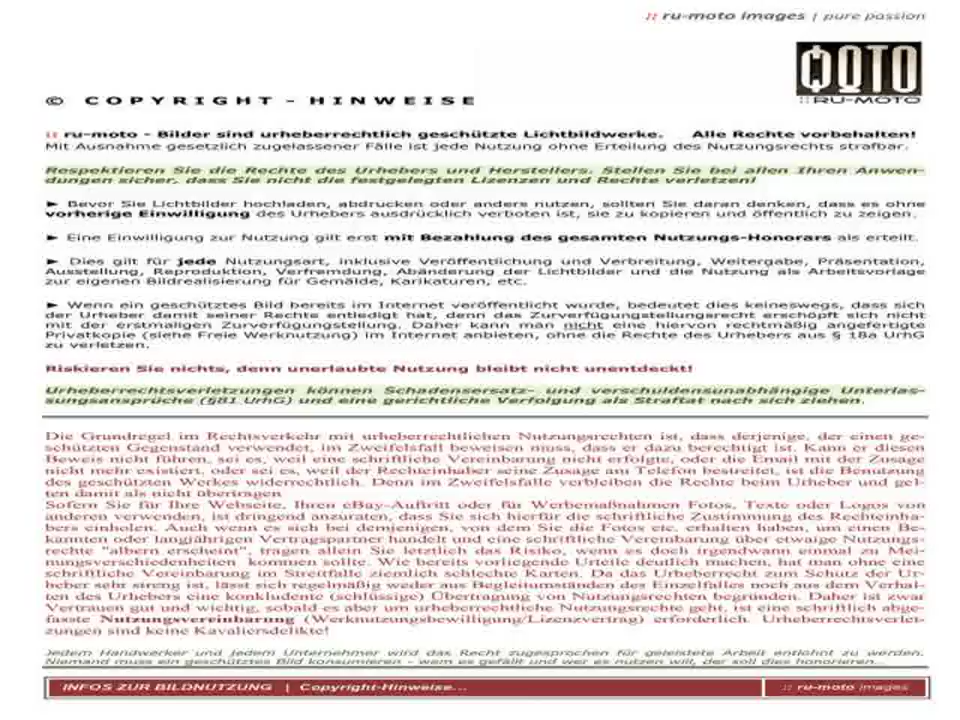 :: ru-moto images | pure passion
ΦΩTO
:: RU-MOTO
© COPYRIGHT - HINWEISE
:: ru-moto - Bilder sind urheberrechtlich geschützte Lichtbildwerke. Alle Rechte vorbehalten!
Mit Ausnahme gesetzlich zugelassener Fälle ist jede Nutzung ohne Erteilung des Nutzungsrechts strafbar.
Respektieren Sie die Rechte des Urhebers und Herstellers. Stellen Sie bei allen Ihren Anwen-
dungen sicher, dass Sie nicht die festgelegten Lizenzen und Rechte verletzen!
► Bevor Sie Lichtbilder hochladen, abdrucken oder anders nutzen, sollten Sie daran denken, dass es ohne
vorherige Einwilligung des Urhebers ausdrücklich verboten ist, sie zu kopieren und öffentlich zu zeigen.
► Eine Einwilligung zur Nutzung gilt erst mit Bezahlung des gesamten Nutzungs-Honorars als erteilt.
► Dies gilt für jede Nutzungsart, inklusive Veröffentlichung und Verbreitung, Weitergabe, Präsentation,
Ausstellung, Reproduktion, Verfremdung, Abänderung der Lichtbilder und die Nutzung als Arbeitsvorlage
zur eigenen Bildrealisierung für Gemälde, Karikaturen, etc.
► Wenn ein geschütztes Bild bereits im Internet veröffentlicht wurde, bedeutet dies keineswegs, dass sich
der Urheber damit seiner Rechte entledigt hat, denn das Zurverfügungstellungsrecht erschöpft sich nicht
mit der erstmaligen Zurverfügungstellung. Daher kann man nicht eine hiervon rechtmäßig angefertigte
Privatkopie (siehe Freie Werknutzung) im Internet anbieten, ohne die Rechte des Urhebers aus § 18a UrhG
zu verletzen.
Riskieren Sie nichts, denn unerlaubte Nutzung bleibt nicht unentdeckt!
Urheberrechtsverletzungen können Schadensersatz- und verschuldensunabhängige Unterlas-
sungsansprüche (§81 UrhG) und eine gerichtliche Verfolgung als Straftat nach sich ziehen.
Die Grundregel im Rechtsverkehr mit urheberrechtlichen Nutzungsrechten ist, dass derjenige, der einen ge-
schützten Gegenstand verwendet, im Zweifelsfall beweisen muss, dass er dazu berechtigt ist. Kann er diesen
Beweis nicht führen, sei es, weil eine schriftliche Vereinbarung nicht erfolgte, oder die Email mit der Zusage
nicht mehr existiert, oder sei es, weil der Rechteinhaber seine Zusage am Telefon bestreitet, ist die Benutzung
des geschützten Werkes widerrechtlich. Denn im Zweifelsfalle verbleiben die Rechte beim Urheber und gel-
ten damit als nicht übertragen
Sofern Sie für Ihre Webseite, Ihren eBay-Auftritt oder für Werbemaßnahmen Fotos, Texte oder Logos von
anderen verwenden, ist dringend anzuraten, dass Sie sich hierfür die schriftliche Zustimmung des Rechteinha-
bers einholen. Auch wenn es sich bei demjenigen, von dem Sie die Fotos etc. erhalten haben, um einen Be-
kannten oder langjährigen Vertragspartner handelt und eine schriftliche Vereinbarung über etwaige Nutzungs-
rechte "albern erscheint", tragen allein Sie letztlich das Risiko, wenn es doch irgendwann einmal zu Mei-
nungsverschiedenheiten kommen sollte. Wie bereits vorliegende Urteile deutlich machen, hat man ohne eine
schriftliche Vereinbarung im Streitfalle ziemlich schlechte Karten. Da das Urheberrecht zum Schutz der Ur-
heber sehr streng ist, lässt sich regelmäßig weder aus Begleitumständen des Einzelfalles noch aus dem Verhal-
ten des Urhebers eine konkludente (schlüssige) Übertragung von Nutzungsrechten begründen. Daher ist zwar
Vertrauen gut und wichtig, sobald es aber um urheberrechtliche Nutzungsrechte geht, ist eine schriftlich abge-
fasste Nutzungsvereinbarung (Werknutzungsbewilligung/Lizenzvertrag) erforderlich. Urheberrechtsverlet-
zungen sind keine Kavaliersdelikte!
Jedem Handwerker und jedem Unternehmer wird das Recht zugesprochen für geleistete Arbeit entlohnt zu werden.
Niemand muss ein geschütztes Bild konsumieren - wem es gefällt und wer es nutzen will, der soll dies honorieren...
INFOS ZUR BILDNUTZUNG | Copyright-Hinweise...
:: ru-moto images